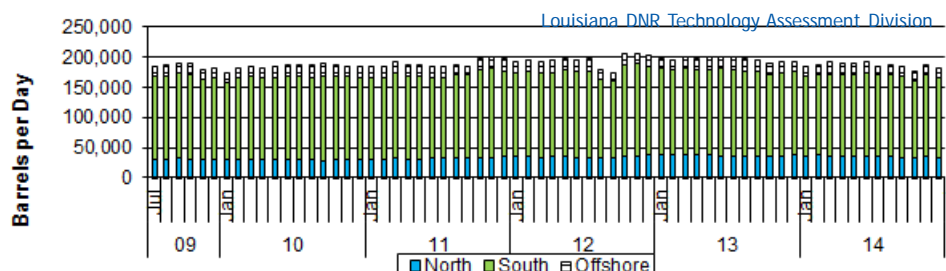 Louisiana DNR Technology Assessment Division
250,000
200,000
150,000
100,000
50,000
0
Barrels per Day
Jul Jan Jan Jan Jan Jan
09 10 11 12 13 14
North South Offshore